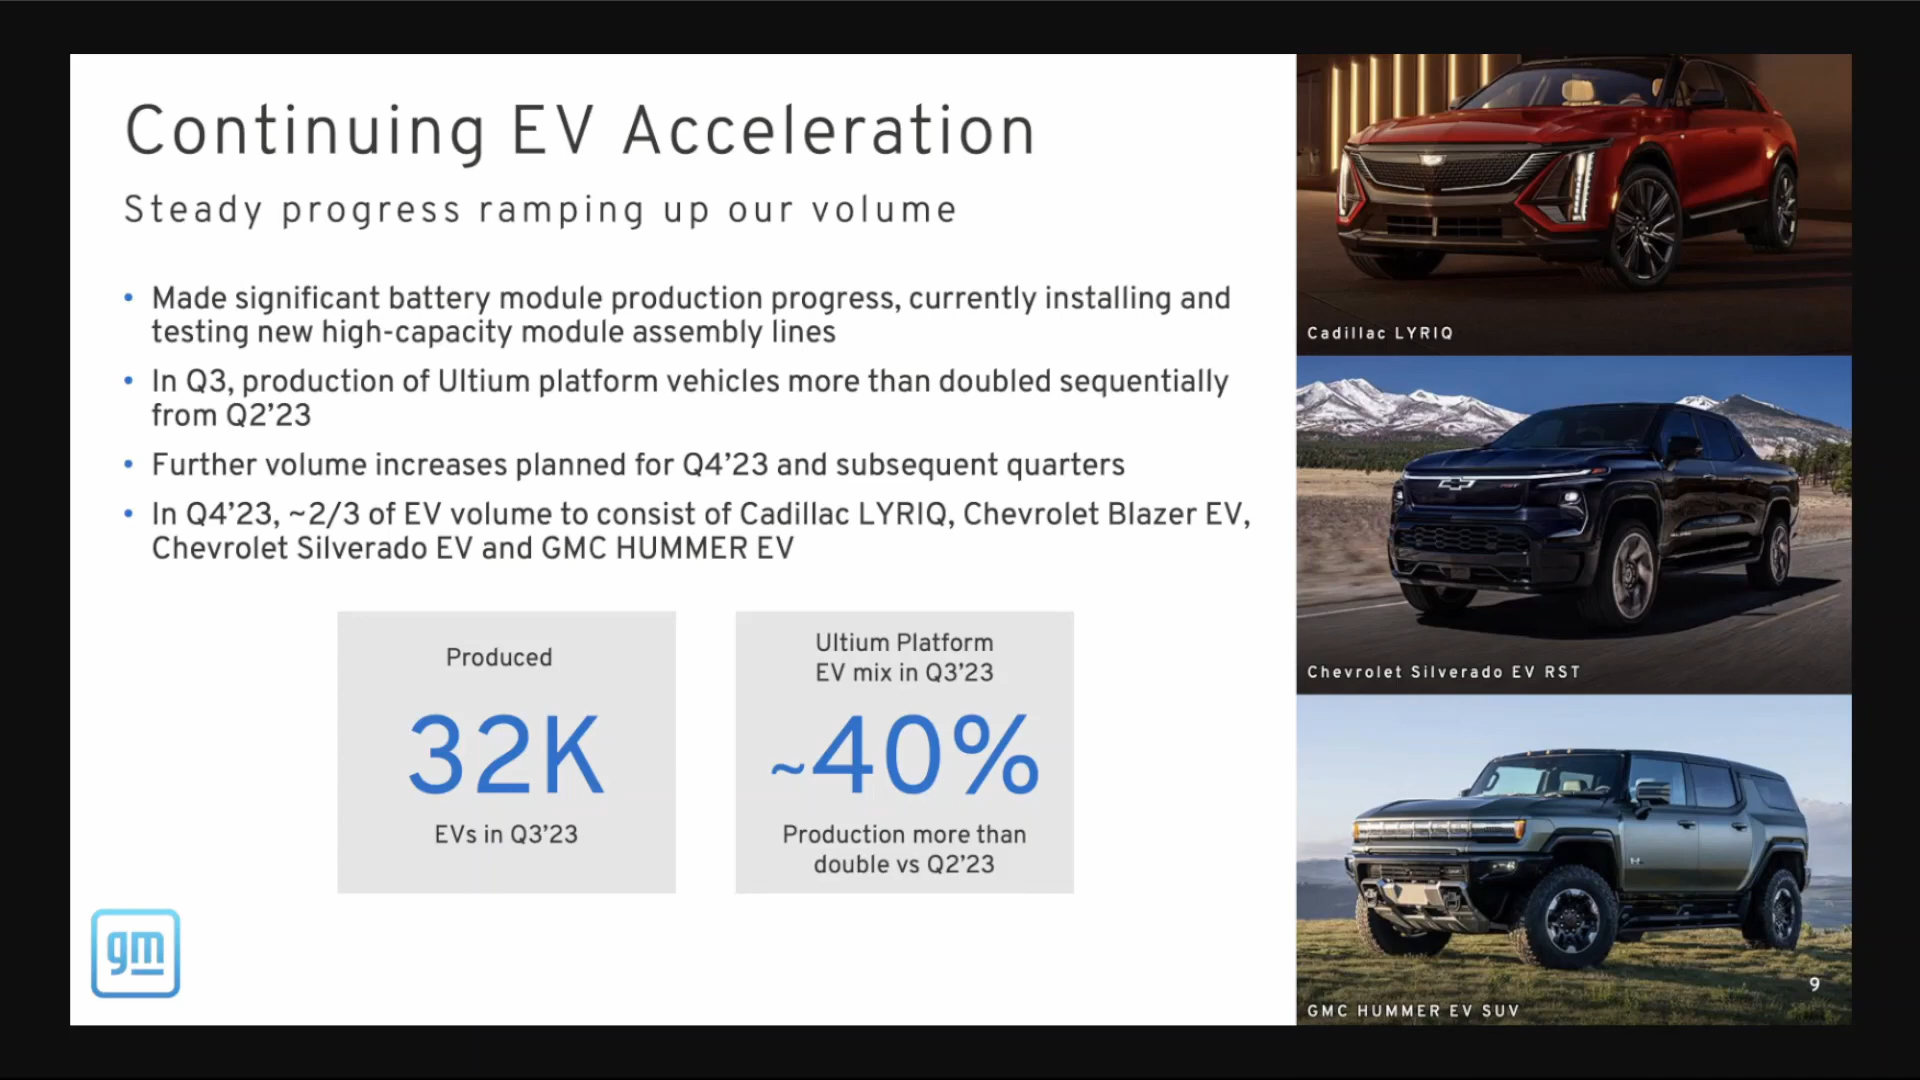 Continuing EV Acceleration
Steady progress ramping up our volume
• Made significant battery module production progress, currently installing and
testing new high-capacity module assembly lines
• In Q3, production of Ultium platform vehicles more than doubled sequentially
from Q2’23
• Further volume increases planned for Q4’23 and subsequent quarters
• In Q4’23, ~2/3 of EV volume to consist of Cadillac LYRIQ, Chevrolet Blazer EV,
Chevrolet Silverado EV and GMC HUMMER EV
Produced
32K
EVs in Q3’23
Ultium Platform
EV mix in Q3’23
~40%
Production more than
double vs Q2’23
gm
Cadillac LYRIQ
Chevrolet Silverado EV RST
GMC HUMMER EV SUV
9